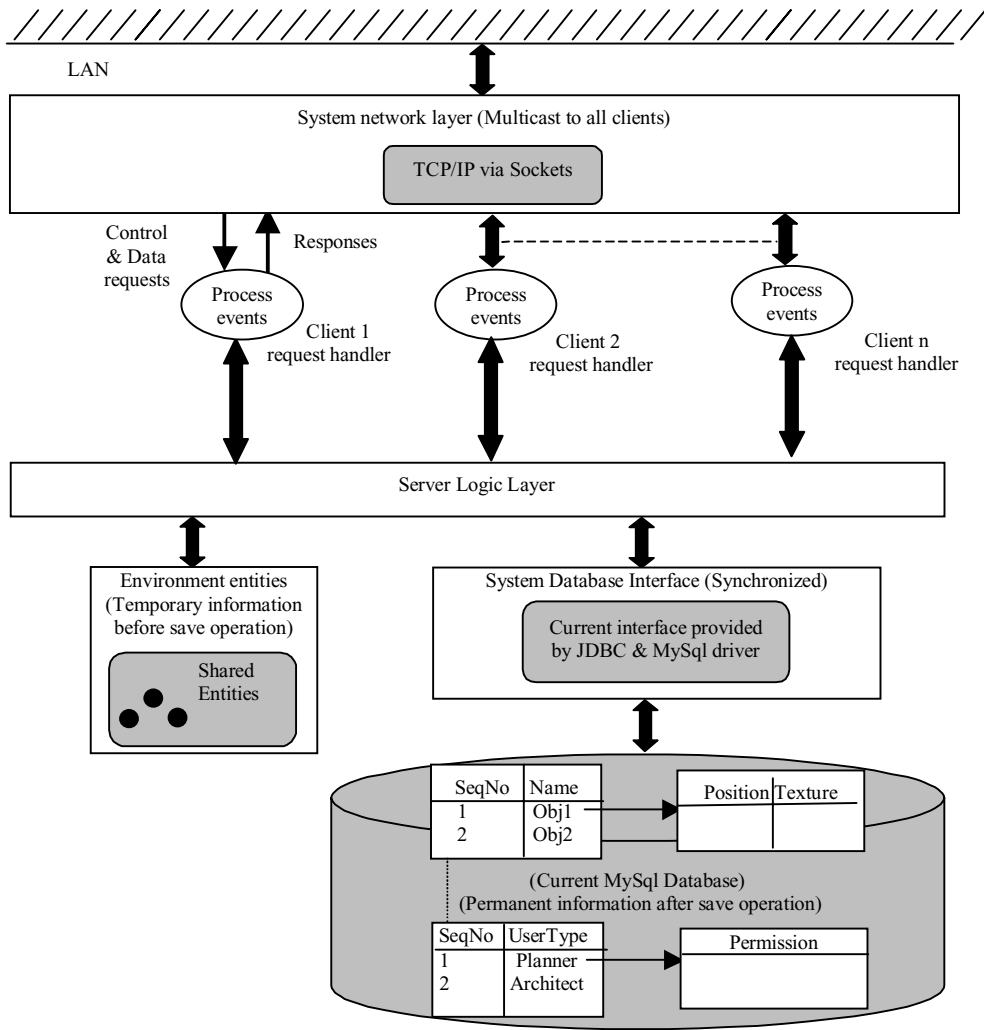 LAN
System network layer (Multicast to all clients)
TCP/IP via Sockets
Control
& Data
requests
Responses
Process
events
Client 1
request handler
Process
events
Client 2
request handler
Process
events
Client n
request handler
Server Logic Layer
Environment entities
(Temporary information
before save operation)
Shared
Entities
System Database Interface (Synchronized)
Current interface provided
by JDBC & MySql driver
SeqNo Name
1 Obj1
2 Obj2
Position Texture
(Current MySql Database)
(Permanent information after save operation)
SeqNo UserType
1 Planner
2 Architect
Permission